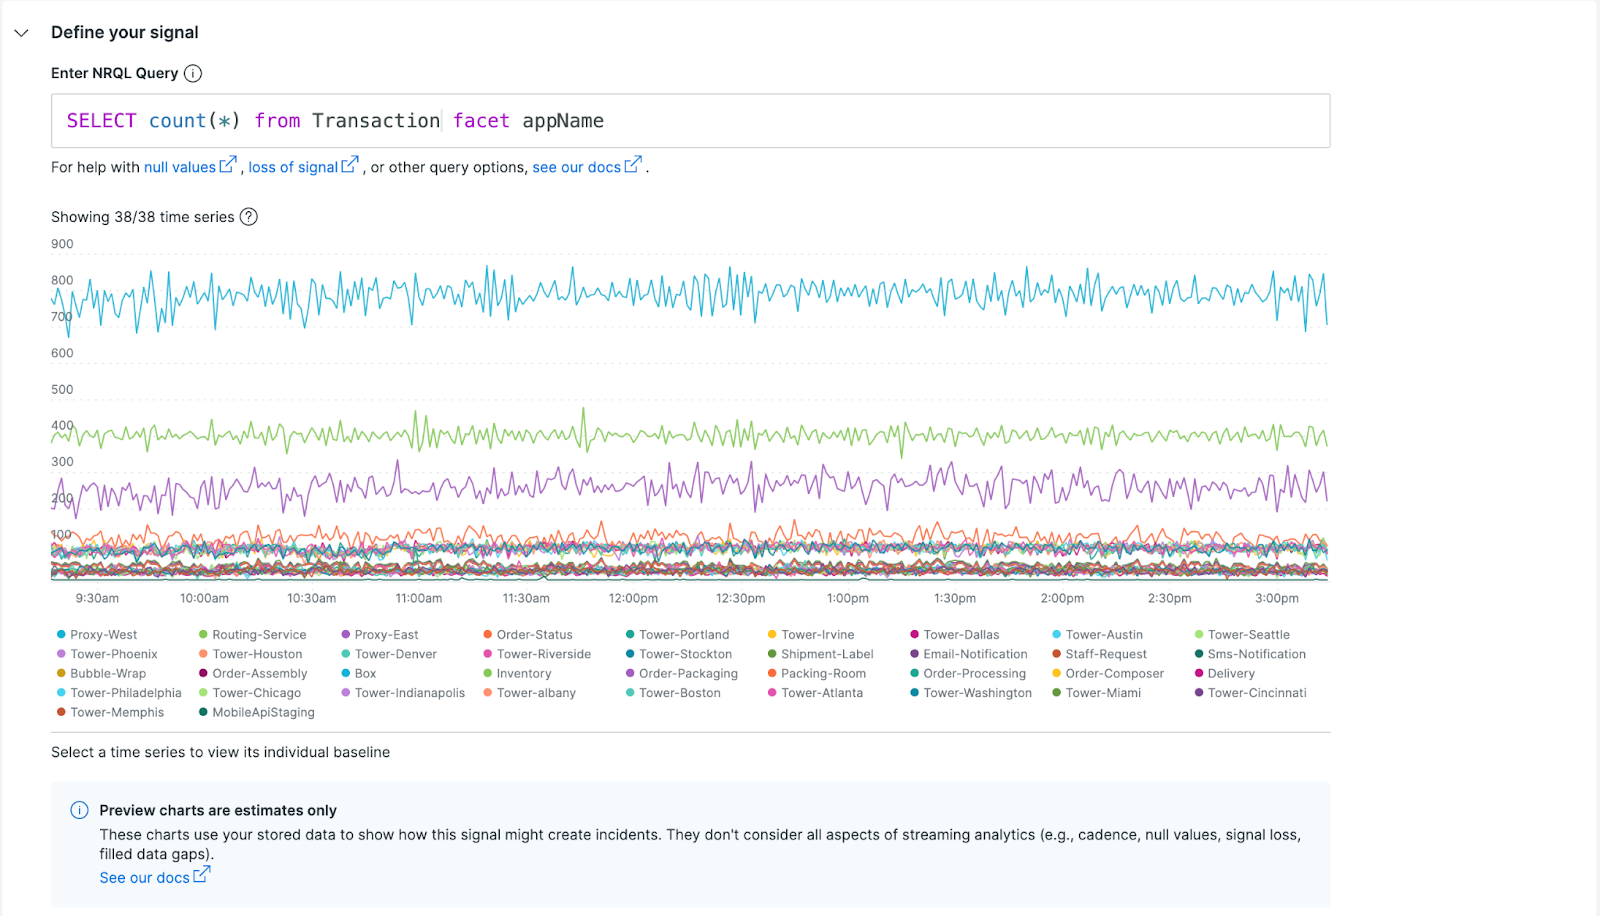 Define your signal
Enter NRQL Query
SELECT count(*) from Transaction facet appName
For help with null values, loss of signal, or other query options, see our docs.
Showing 38/38 time series
900
800
700
600
500
400
300
200
100
9:30am 10:00am 10:30am 11:00am 11:30am 12:00pm 12:30pm 1:00pm 1:30pm 2:00pm 2:30pm 3:00pm
Proxy-West Routing-Service Proxy-East Order-Status Tower-Portland Tower-Irvine Tower-Dallas Tower-Austin Tower-Seattle
Tower-Phoenix Tower-Houston Tower-Denver Tower-Riverside Tower-Stockton Shipment-Label Email-Notification Staff-Request Sms-Notification
Bubble-Wrap Order-Assembly Box Inventory Order-Packaging Packing-Room Order-Processing Order-Composer Delivery
Tower-Philadelphia Tower-Chicago Tower-Indianapolis Tower-albany Tower-Boston Tower-Atlanta Tower-Washington Tower-Miami Tower-Cincinnati
Tower-Memphis MobileApiStaging
Select a time series to view its individual baseline
Preview charts are estimates only
These charts use your stored data to show how this signal might create incidents. They don't consider all aspects of streaming analytics (e.g., cadence, null values, signal loss,
filled data gaps).
See our docs